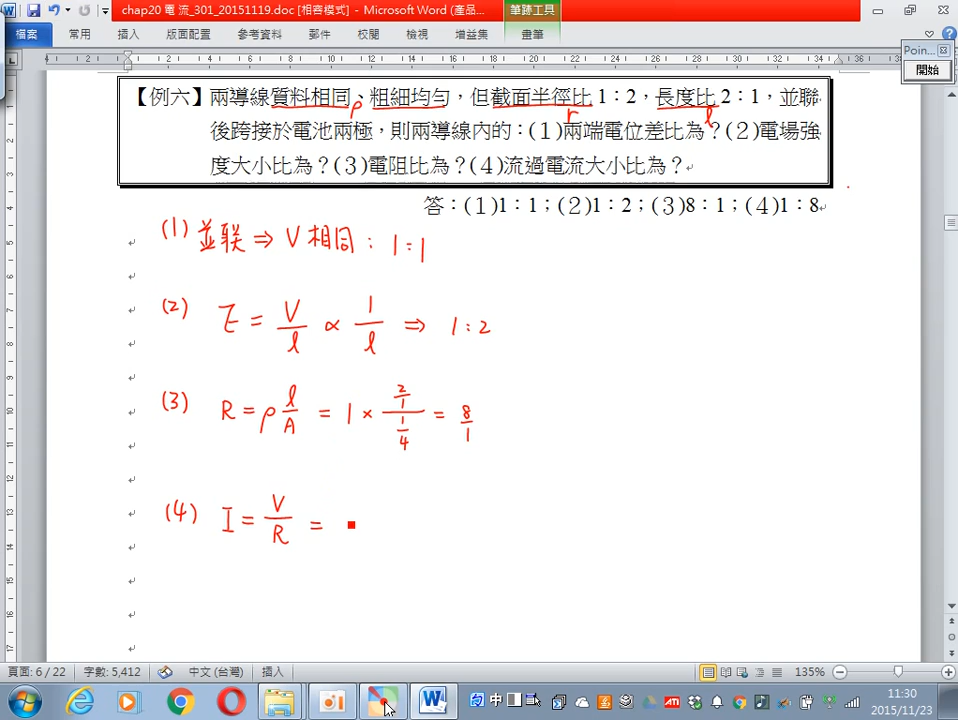 chap20 電 流_301_20151119.doc [相容模式] - Microsoft Word (產品...
筆跡工具
檔案 常用 插入 版面配置 參考資料 郵件 校閱 檢視 增益集 畫筆
Poin...
開始
【例六】兩導線質料相同、粗細均勻，但截面半徑比 1：2，長度比 2：1，並聯
ρ r l
後跨接於電池兩極，則兩導線內的：(1)兩端電位差比為？(2)電場強
度大小比為？(3)電阻比為？(4)流過電流大小比為？
答：(1)1：1；(2)1：2；(3)8：1；(4)1：8
(1) 並联 ⇒ V 相同 : 1:1
(2) E = V/l ∝ 1/l ⇒ 1:2
(3) R = ρ l/A = 1 × (2/1)/(1/4) = 8/1
(4) I = V/R =
頁面: 6 / 22 字數: 5,412 中文 (台灣) 插入 135%
中
11:30
2015/11/23